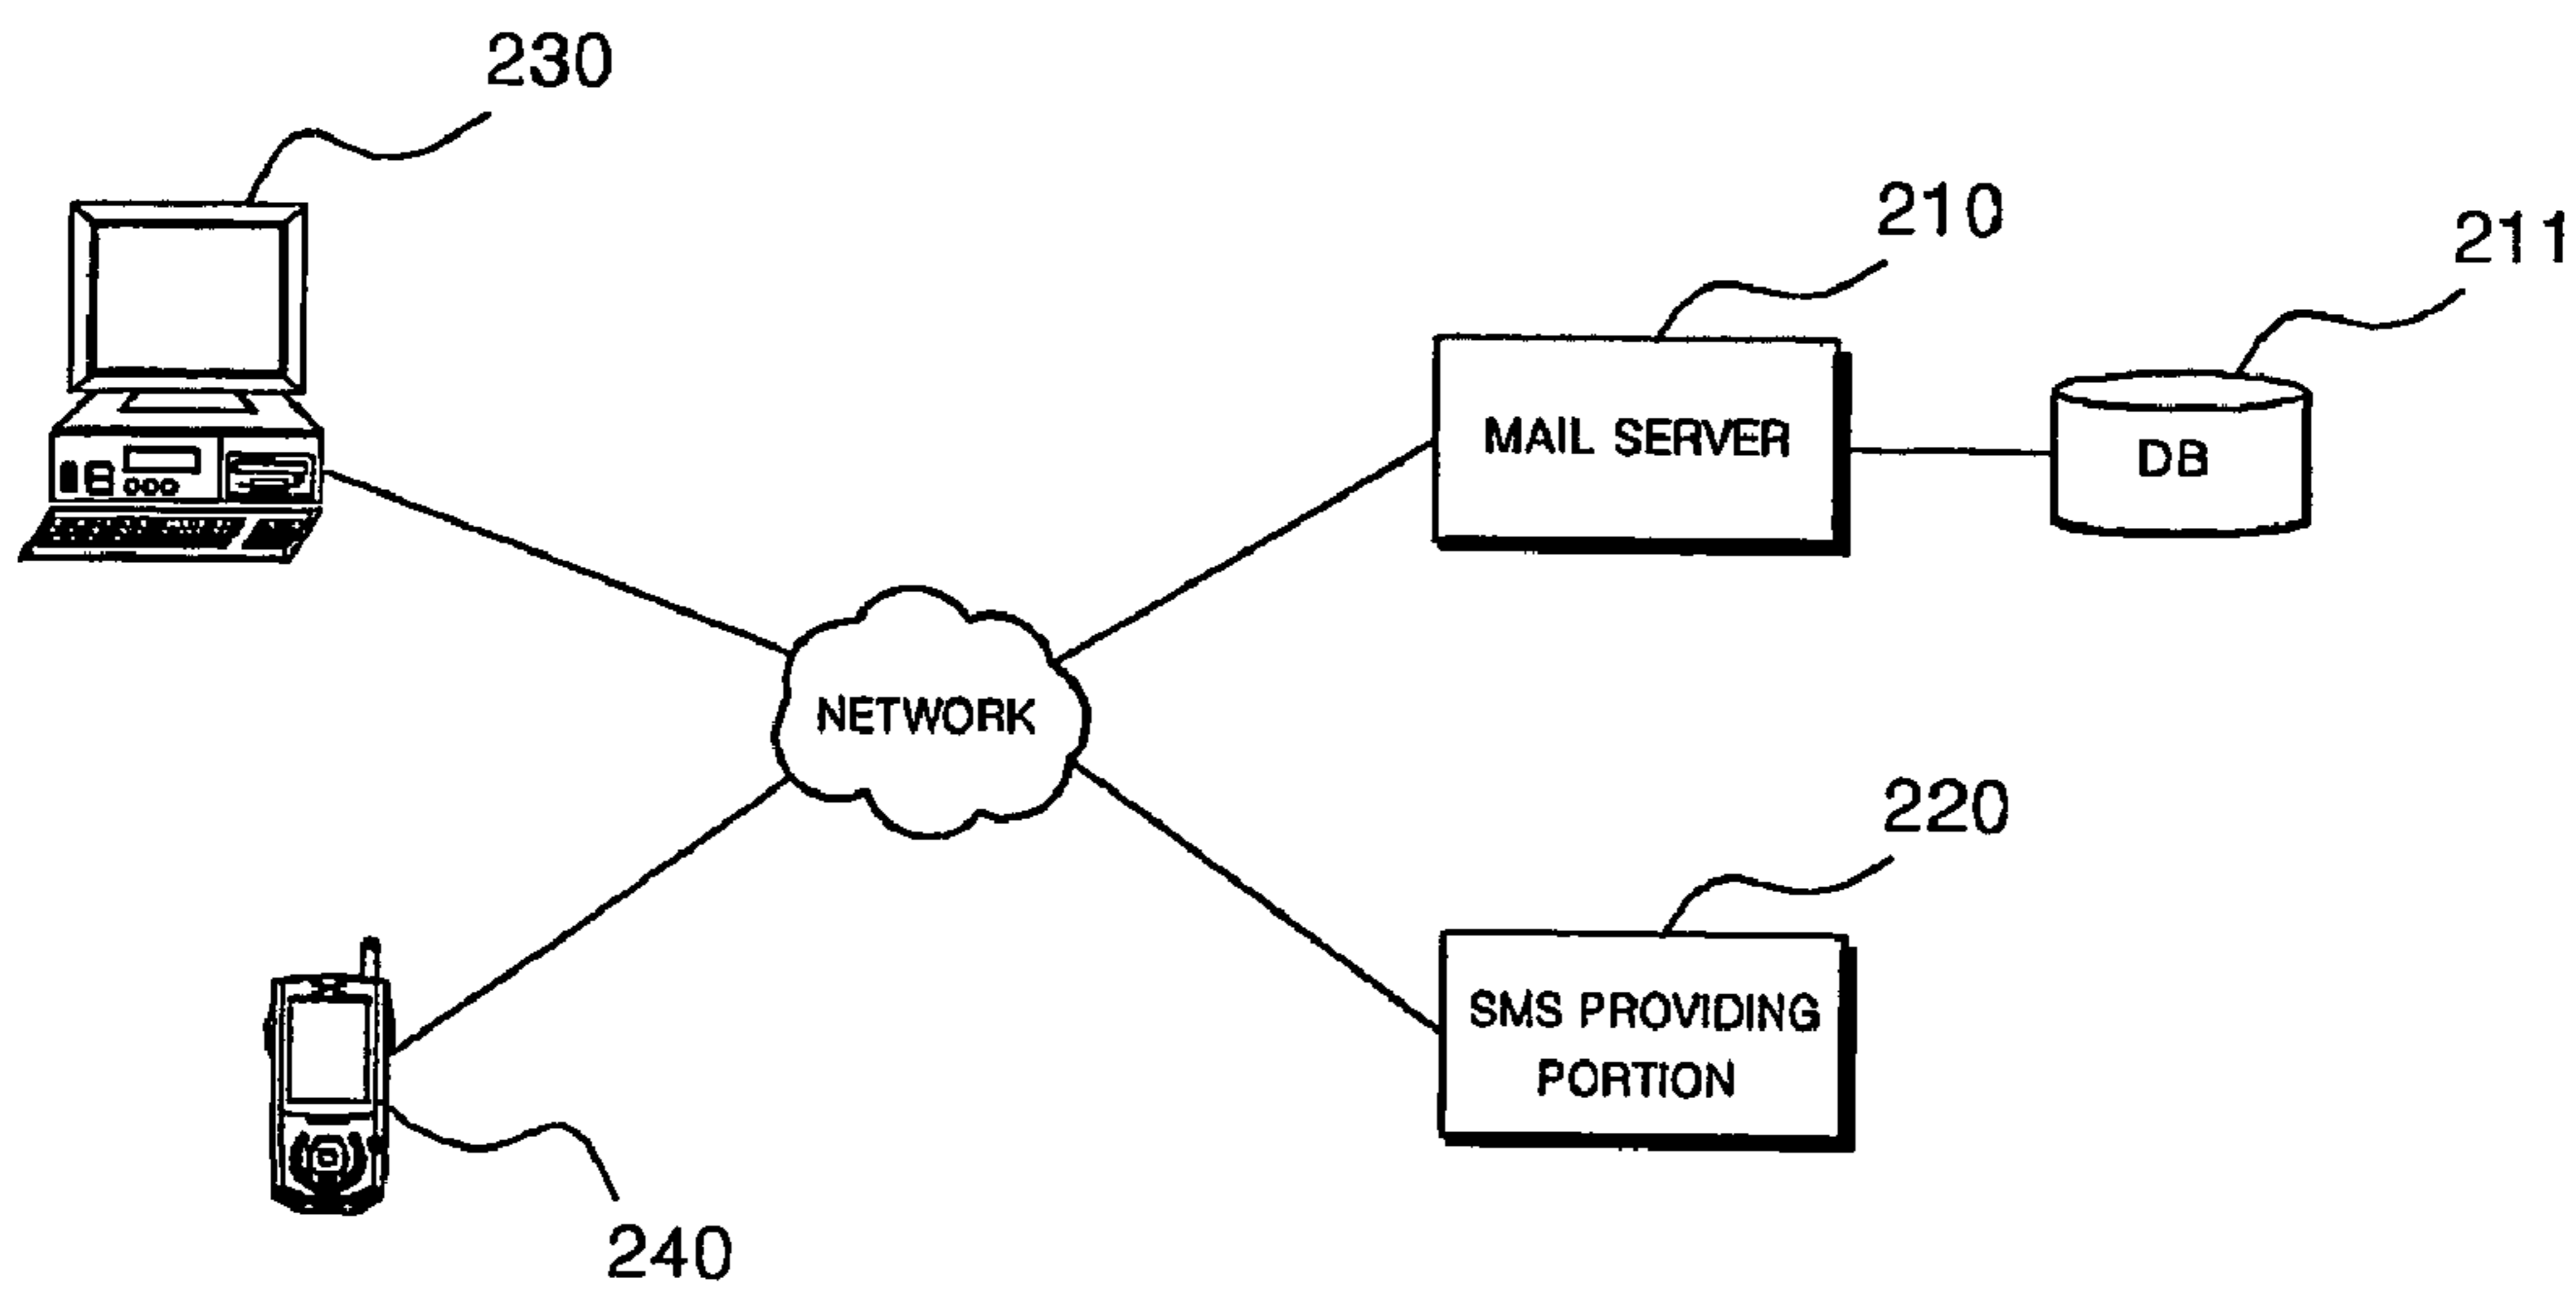 230
210
211
MAIL SERVER
DB
NETWORK
220
SMS PROVIDING
PORTION
240